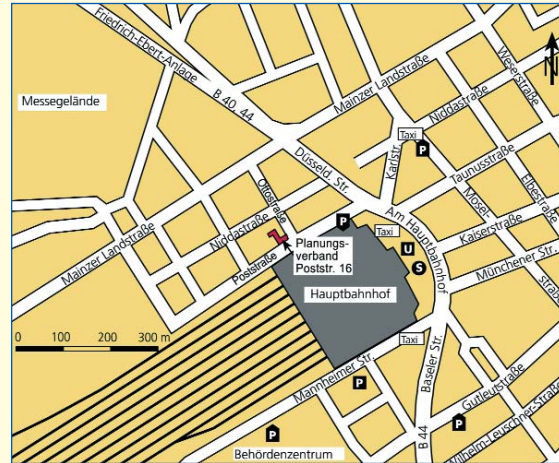 Friedrich-Ebert-Anlage
B 40 44
Mainzer Landstraße
Weserstraße
N
Messegelände
Niddastraße
Taxi
P
Karlstr.
Düsseld. Str.
Taunusstraße
Elbestraße
Mosel-
straße
Ottostraße
Niddastraße
P
Am Hauptbahnhof
Taxi
U
S
Kaiserstraße
Mainzer Landstraße
Poststraße
Planungs-
verband
Poststr. 16
Münchener Str.
Hauptbahnhof
0 100 200 300 m
Mannheimer Str.
Taxi
Baseler Str.
P
Gutleutstraße
P
P
B 44
Wilhelm-Leuschner-Straße
Behördenzentrum